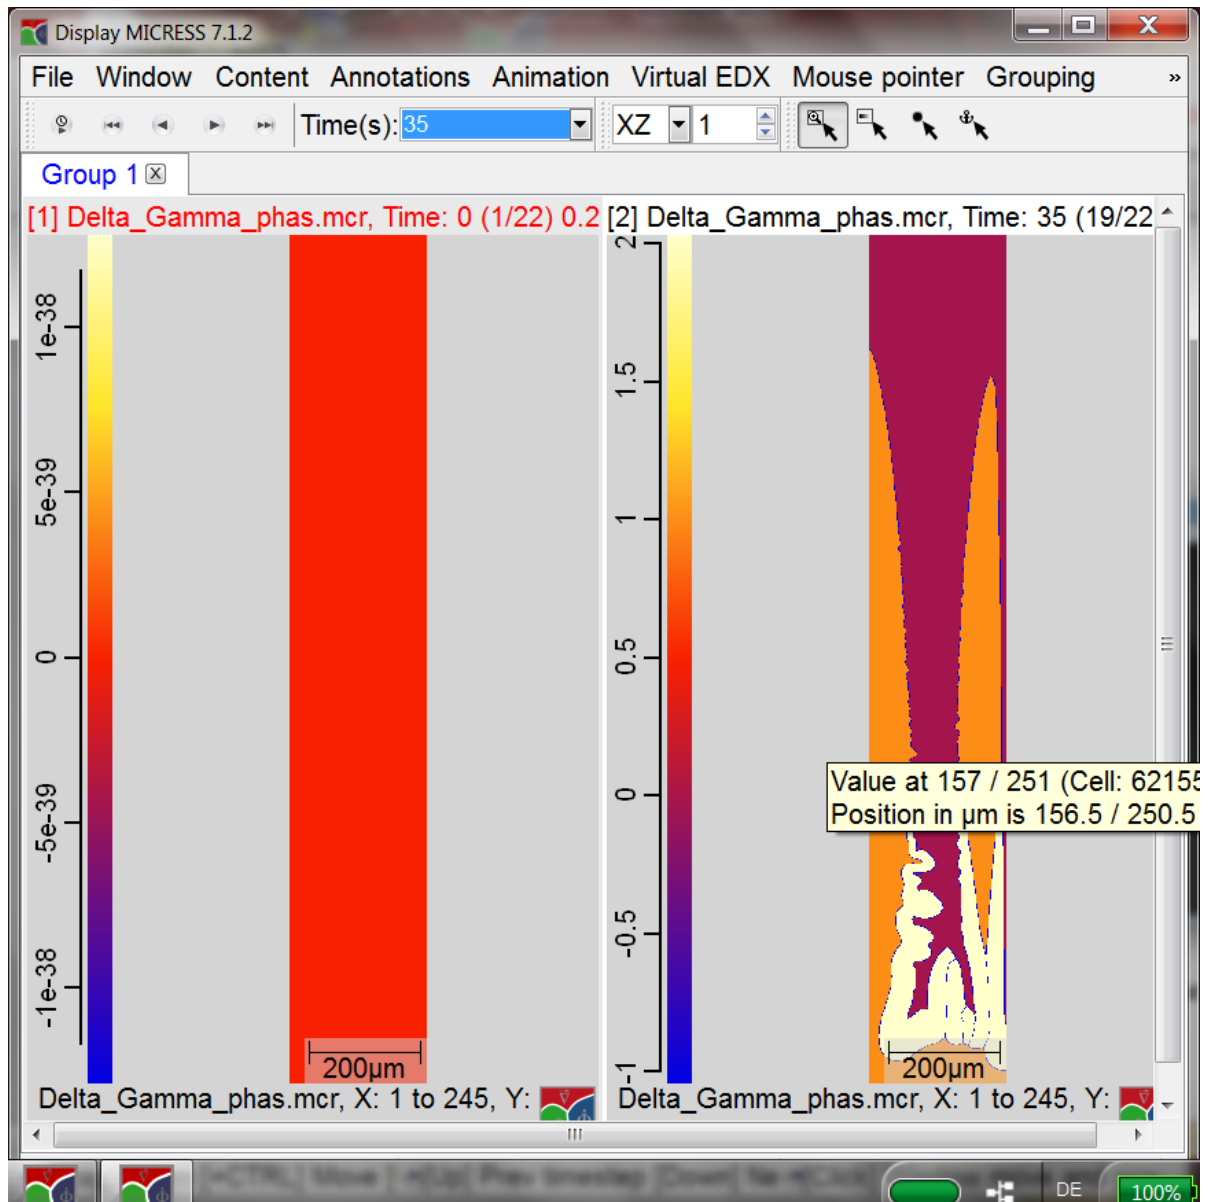 Display MICRESS 7.1.2
File Window Content Annotations Animation Virtual EDX Mouse pointer Grouping »
Time(s): 35 XZ 1
Group 1 X
[1] Delta_Gamma_phas.mcr, Time: 0 (1/22) 0.2
1e-38
5e-39
0
-5e-39
-1e-38
200µm
Delta_Gamma_phas.mcr, X: 1 to 245, Y:
[2] Delta_Gamma_phas.mcr, Time: 35 (19/22
2
1.5
1
0.5
0
-0.5
-1
Value at 157 / 251 (Cell: 62155
Position in µm is 156.5 / 250.5
200µm
Delta_Gamma_phas.mcr, X: 1 to 245, Y:
DE 100%